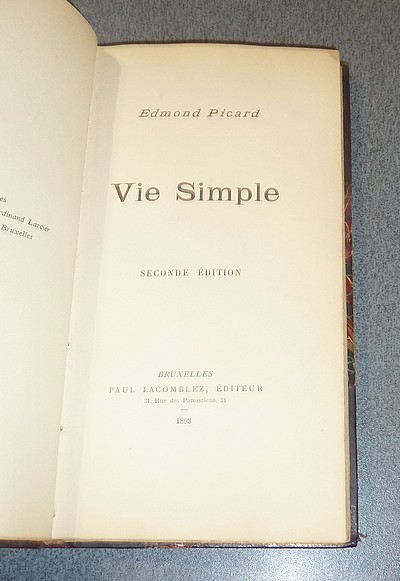 es
rdinand Larcier
Bruxelles
Edmond Picard
Vie Simple
SECONDE ÉDITION
BRUXELLES
PAUL LACOMBLEZ, ÉDITEUR
31, Rue des Paroissiens, 31
1893